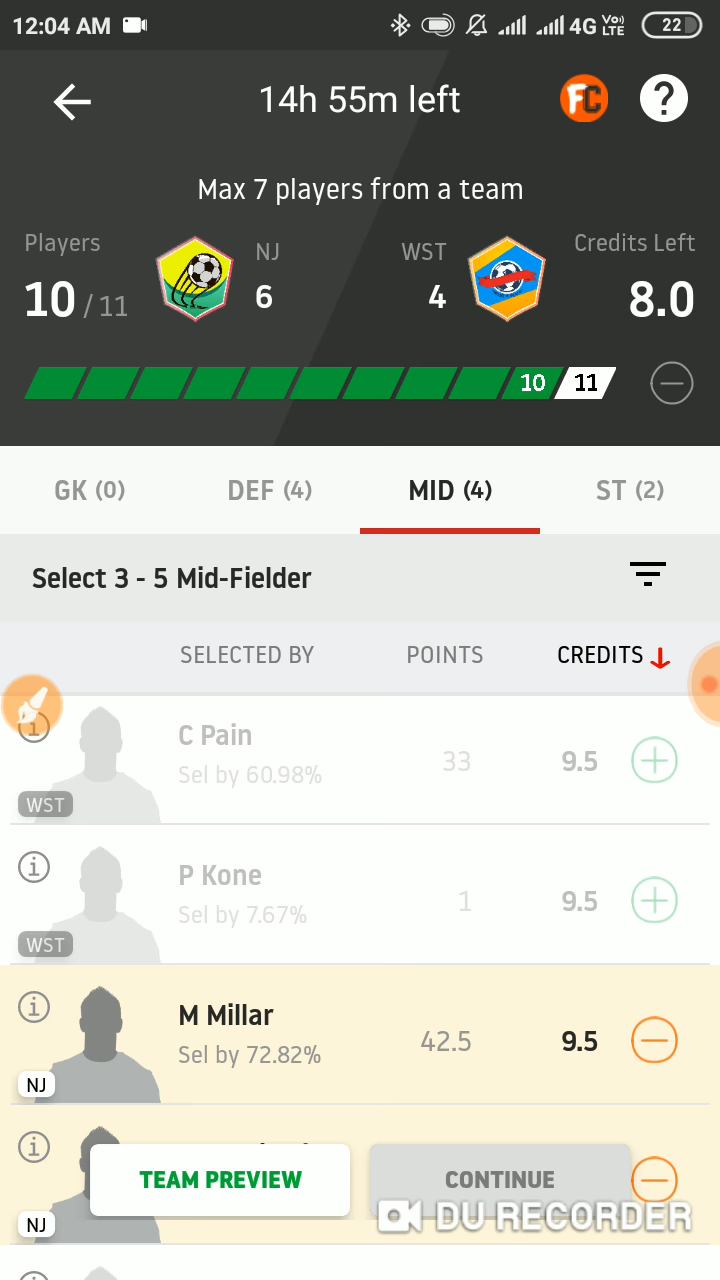 12:04 AM 4G Vo) LTE 22
14h 55m left FC ?
Max 7 players from a team
Players NJ WST Credits Left
10 / 11 6 4 8.0
10 11
GK (0) DEF (4) MID (4) ST (2)
Select 3 - 5 Mid-Fielder
SELECTED BY POINTS CREDITS
C Pain
Sel by 60.98% 33 9.5
WST
P Kone
Sel by 7.67% 1 9.5
WST
M Millar
Sel by 72.82% 42.5 9.5
NJ
TEAM PREVIEW CONTINUE
NJ DU RECORDER